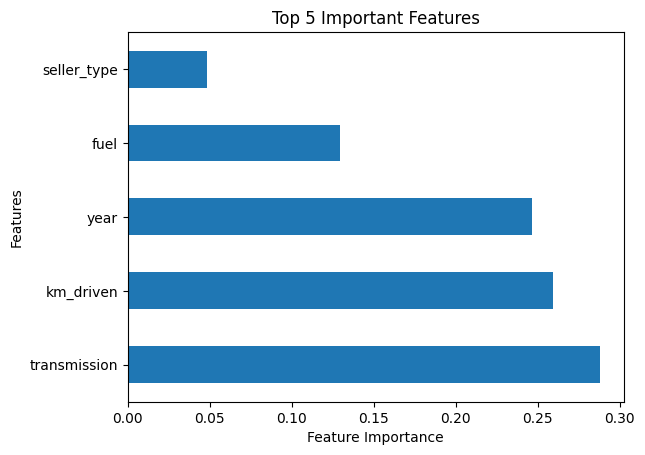 Top 5 Important Features
seller_type
fuel
year
km_driven
transmission
Features
0.00 0.05 0.10 0.15 0.20 0.25 0.30
Feature Importance